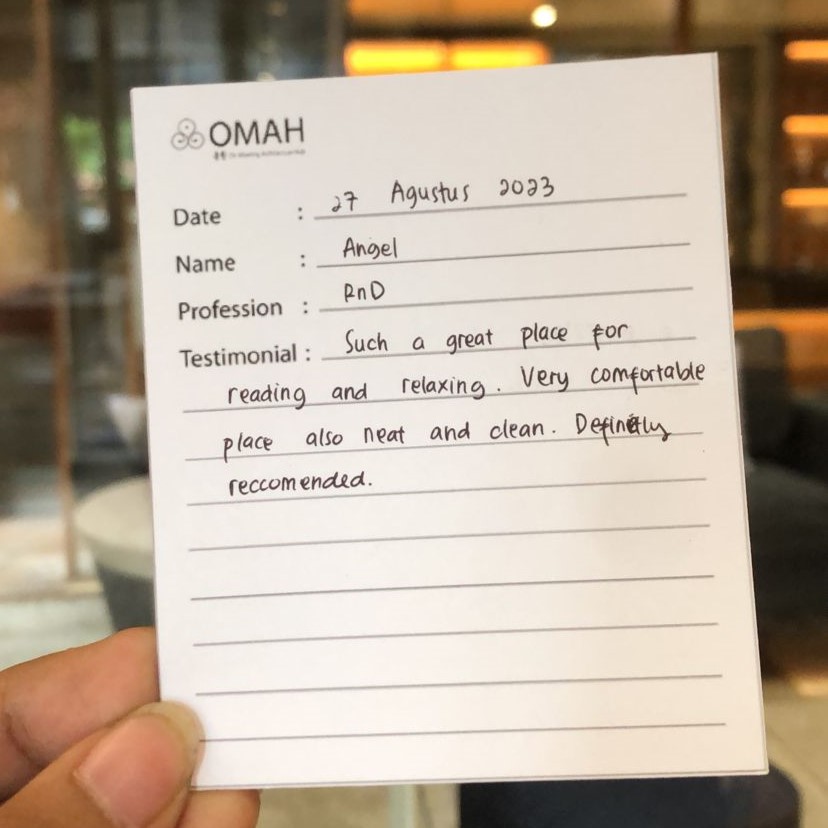 OMAH
Date : 27 Agustus 2023
Name : Angel
Profession : RnD
Testimonial : Such a great place for
reading and relaxing. Very comfortable
place also neat and clean. Definetly
reccomended.